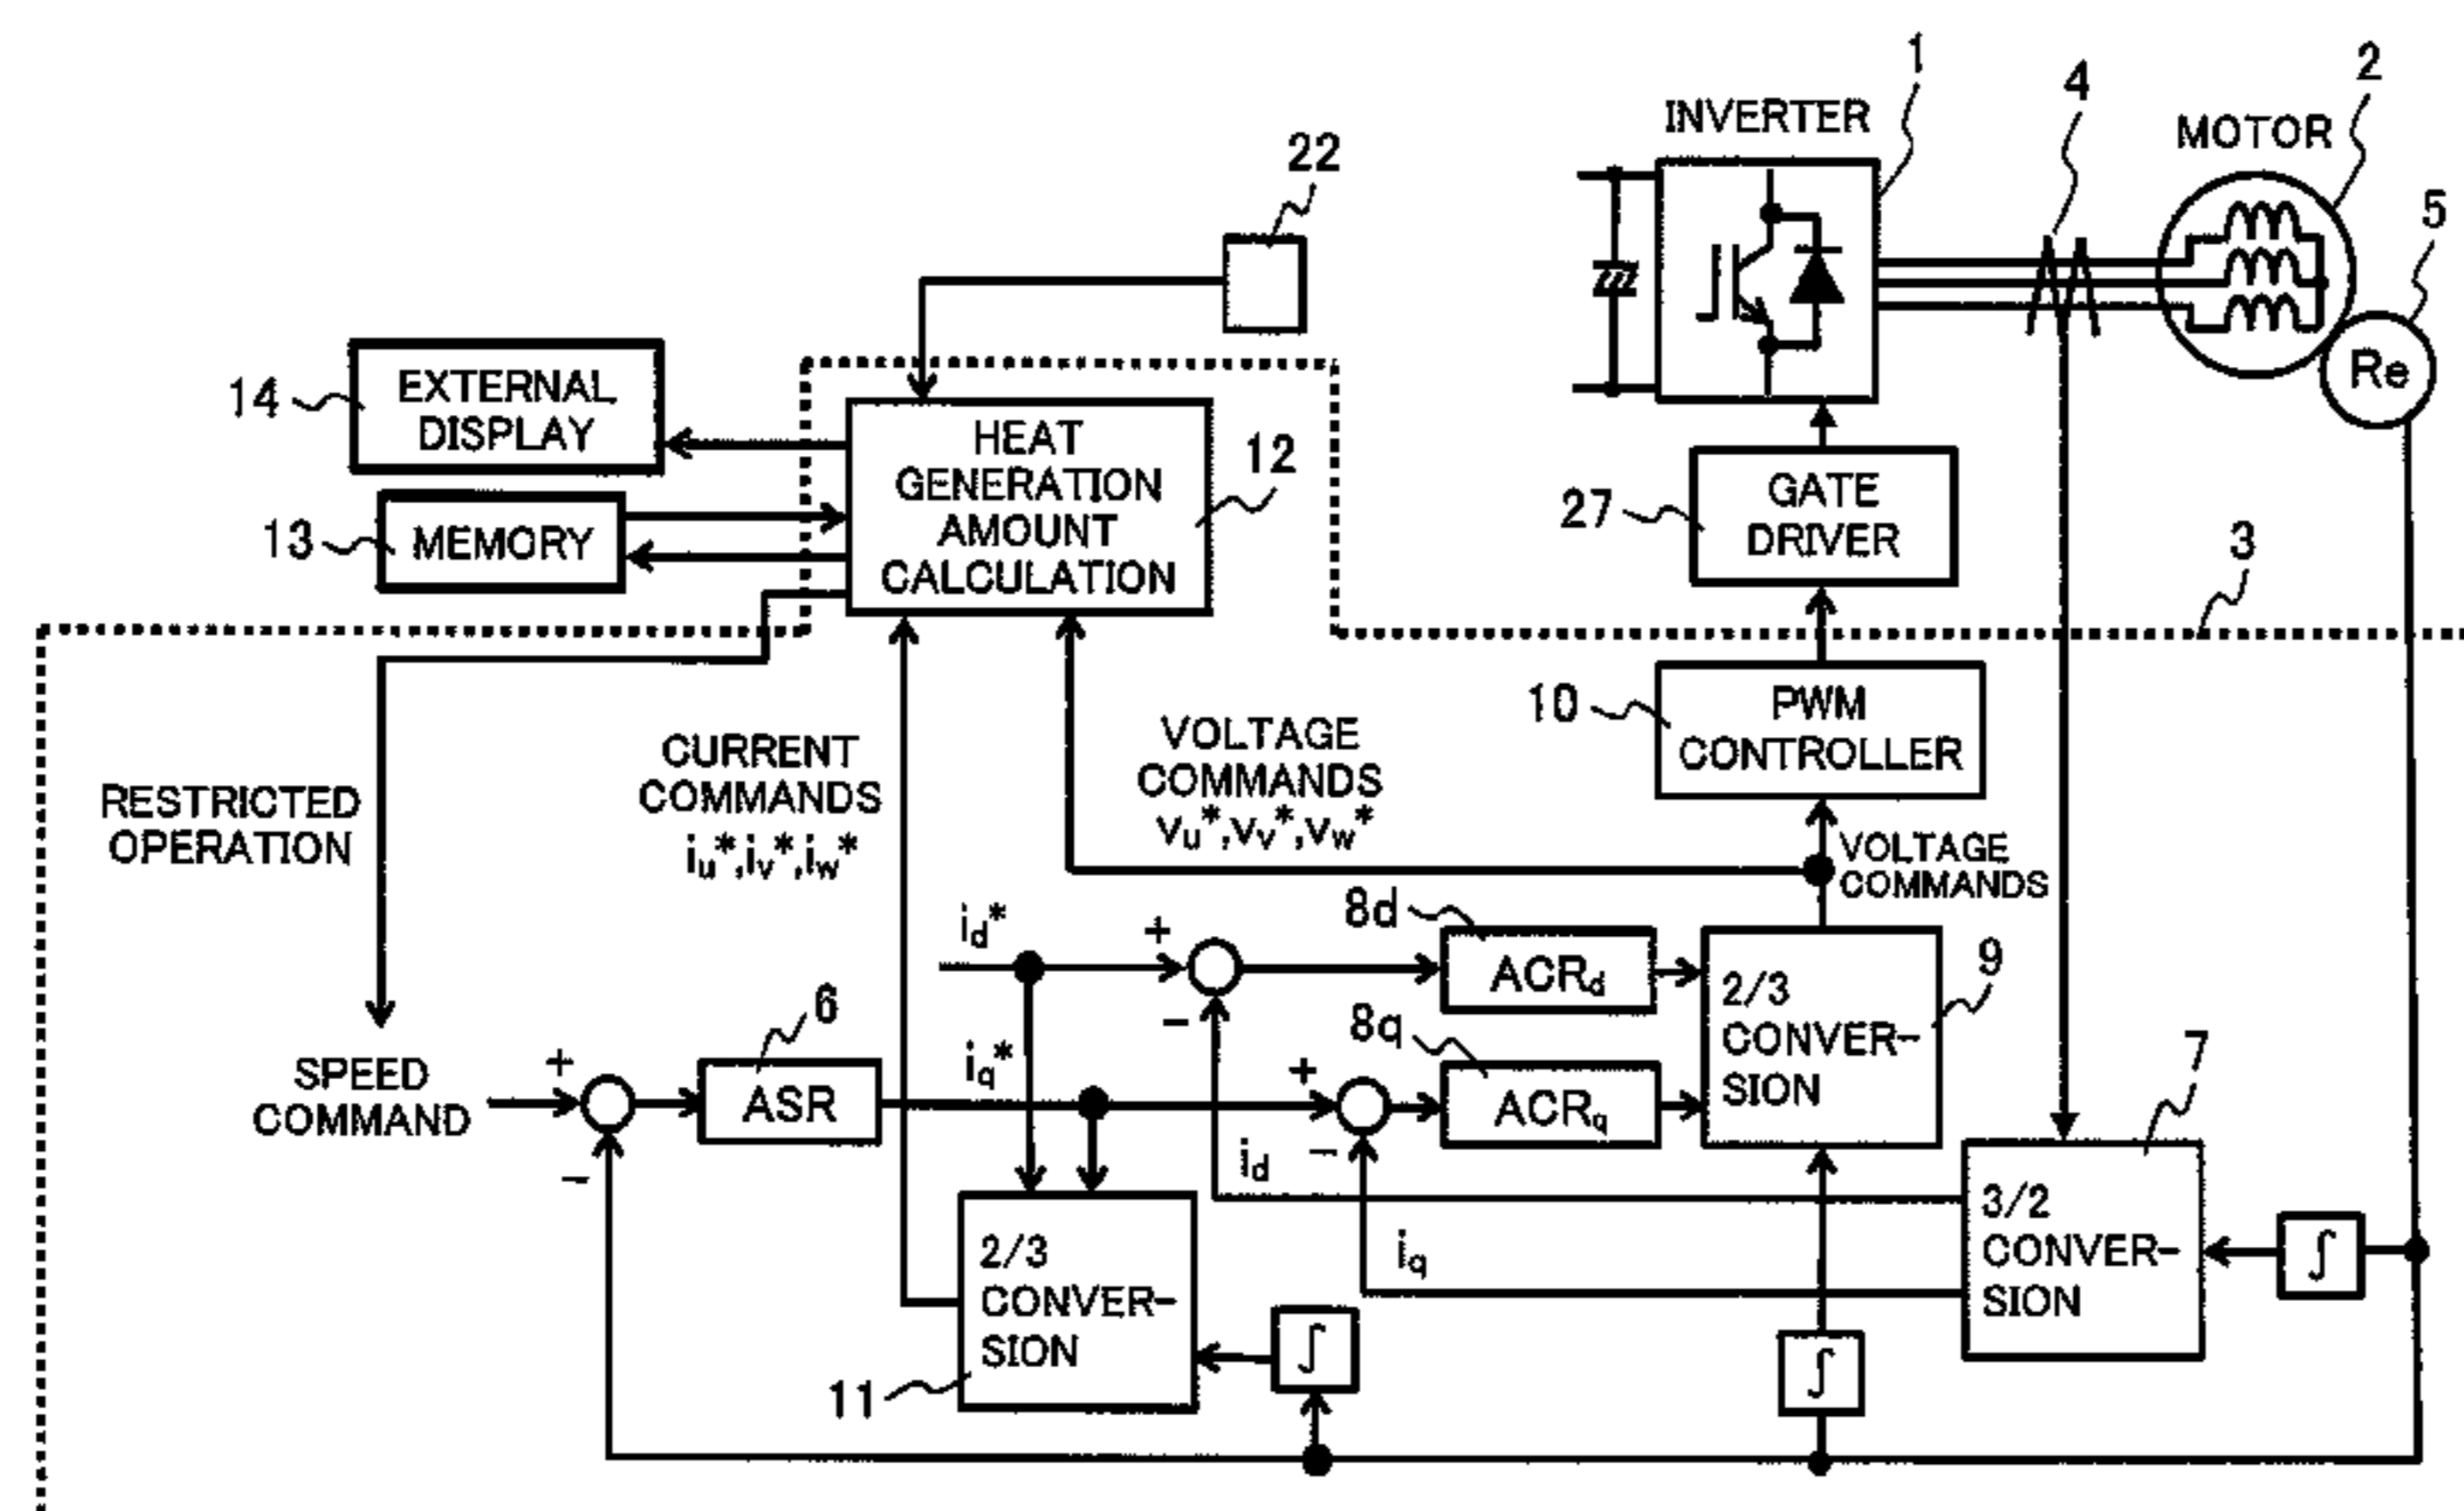 1
4
2
INVERTER
MOTOR
22
5
Re
14
EXTERNAL
DISPLAY
HEAT
GENERATION
AMOUNT
CALCULATION
12
GATE
DRIVER
27
13
MEMORY
3
PWM
CONTROLLER
10
CURRENT
COMMANDS
iu*,iv*,iw*
VOLTAGE
COMMANDS
vu*,vv*,vw*
RESTRICTED
OPERATION
VOLTAGE
COMMANDS
id*
+
−
8d
ACRd
2/3
CONVER-
SION
9
6
iq*
8q
ACRq
+
−
7
SPEED
COMMAND
+
−
ASR
id
3/2
CONVER-
SION
∫
iq
2/3
CONVER-
SION
11
∫
∫